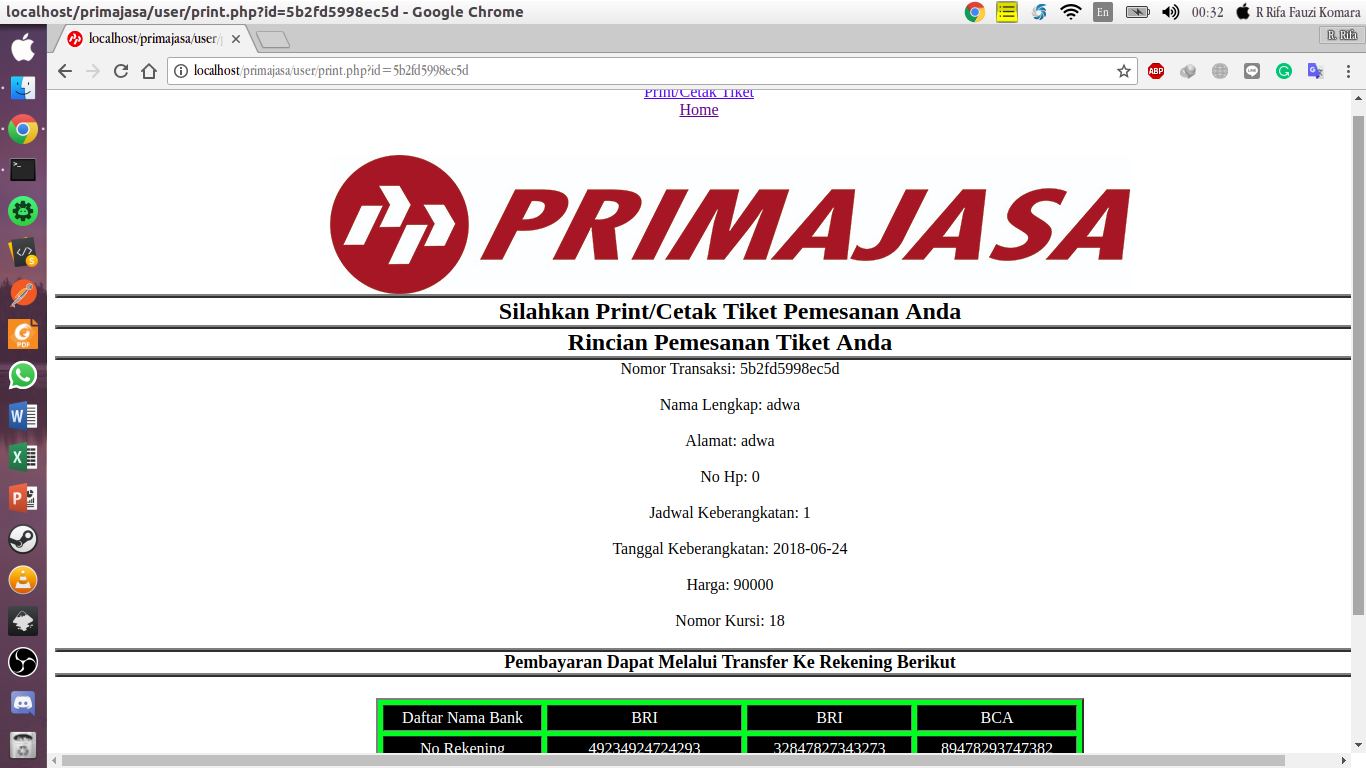 localhost/primajasa/user/print.php?id=5b2fd5998ec5d - Google Chrome
En
00:32
R Rifa Fauzi Komara
localhost/primajasa/user/
R. Rifa
localhost/primajasa/user/print.php?id=5b2fd5998ec5d
ABP
Print/Cetak Tiket
Home
PRIMAJASA
Silahkan Print/Cetak Tiket Pemesanan Anda
Rincian Pemesanan Tiket Anda
Nomor Transaksi: 5b2fd5998ec5d
Nama Lengkap: adwa
Alamat: adwa
No Hp: 0
Jadwal Keberangkatan: 1
Tanggal Keberangkatan: 2018-06-24
Harga: 90000
Nomor Kursi: 18
Pembayaran Dapat Melalui Transfer Ke Rekening Berikut
Daftar Nama Bank BRI BRI BCA
No Rekening 49234924724293 32847827343273 89478293747382